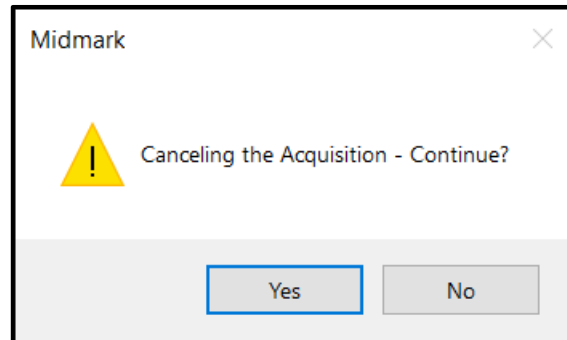 Midmark
Canceling the Acquisition - Continue?
Yes
No